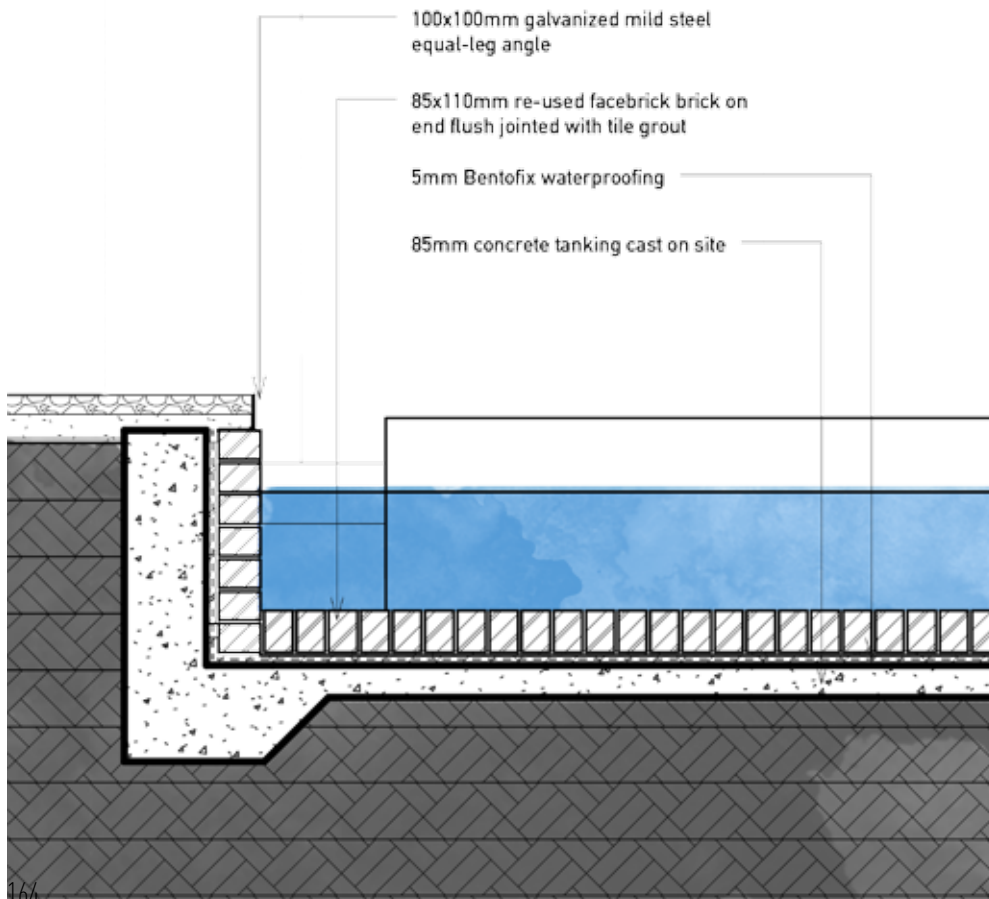 100x100mm galvanized mild steel
equal-leg angle
85x110mm re-used facebrick brick on
end flush jointed with tile grout
5mm Bentofix waterproofing
85mm concrete tanking cast on site
164